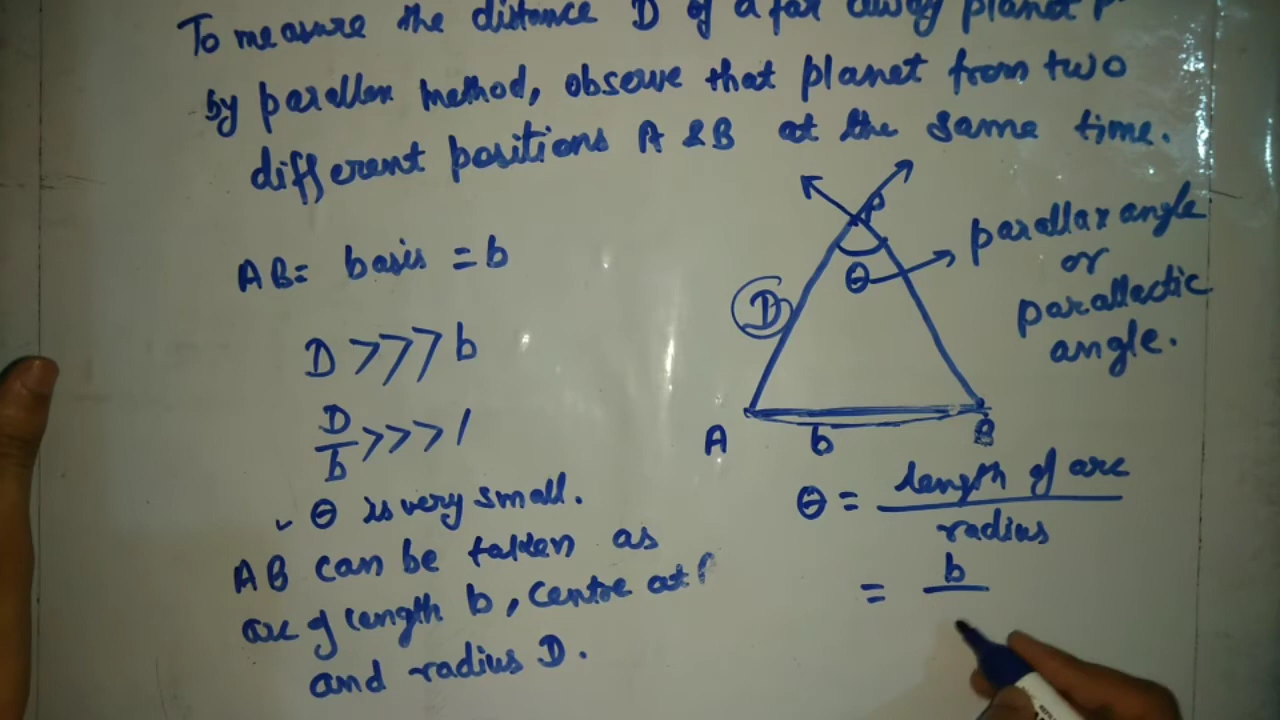 To measure the distance D of a far away planet P
by parallax method, observe that planet from two
different positions A & B at the same time.
AB = basis = b
D >>> b
D/b >>> 1
θ is very small.
AB can be taken as
arc of length b, centre at P
and radius D.
P
θ
parallax angle
or
parallactic
angle.
D
A
b
B
θ = length of arc / radius
= b